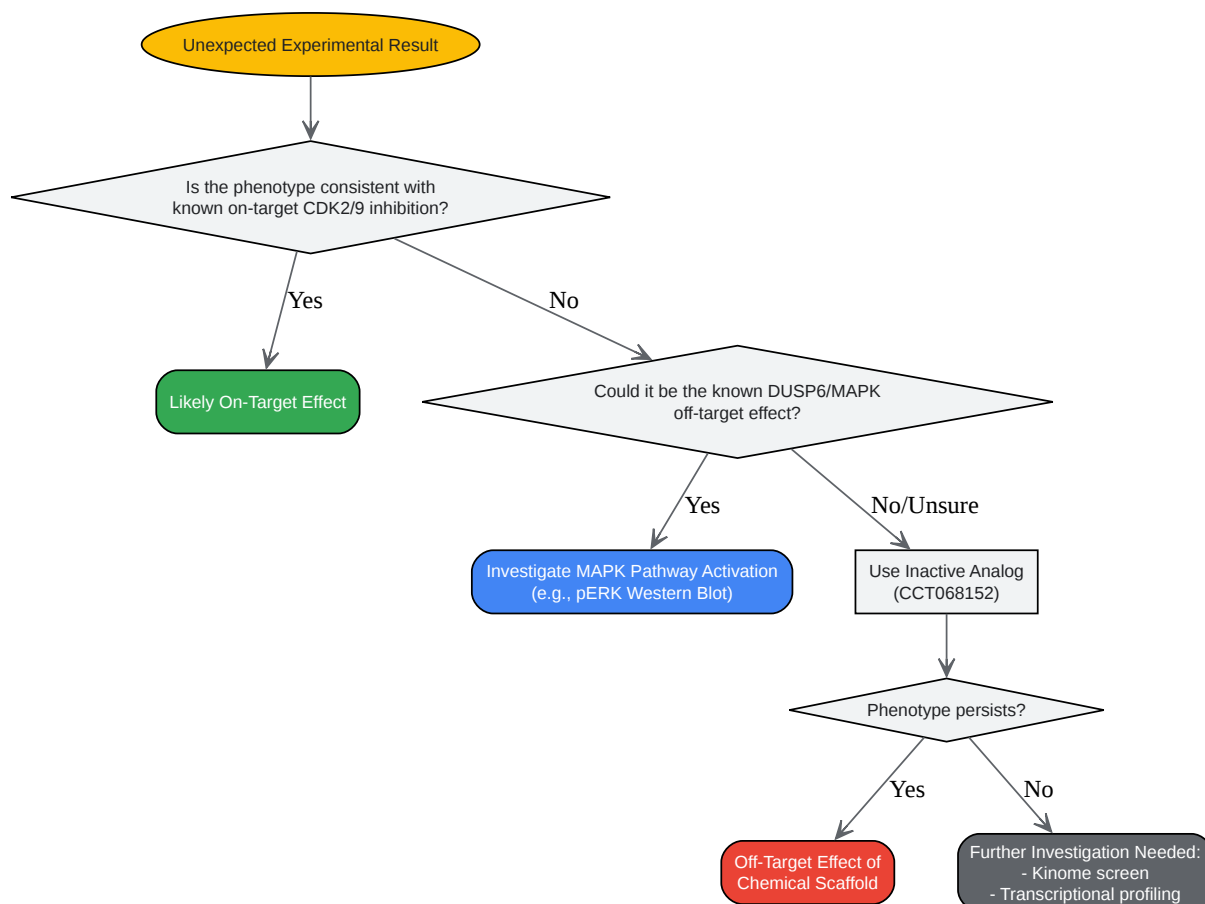 Unexpected Experimental Result
Is the phenotype consistent with
known on-target CDK2/9 inhibition?
Yes
No
Likely On-Target Effect
Could it be the known DUSP6/MAPK
off-target effect?
Yes
No/Unsure
Investigate MAPK Pathway Activation
(e.g., pERK Western Blot)
Use Inactive Analog
(CCT068152)
Phenotype persists?
Yes
No
Off-Target Effect of
Chemical Scaffold
Further Investigation Needed:
- Kinome screen
- Transcriptional profiling